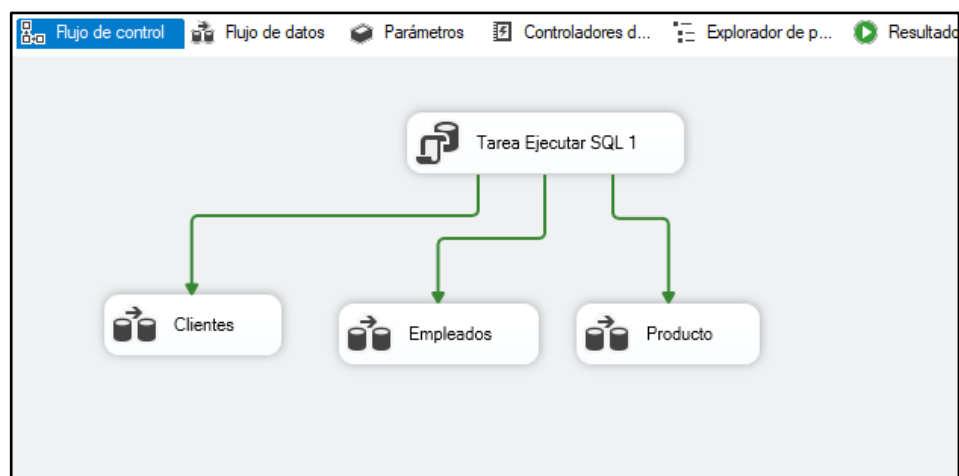 Flujo de control Flujo de datos Parámetros Controladores d... Explorador de p... Resultado
Tarea Ejecutar SQL 1
Clientes
Empleados
Producto